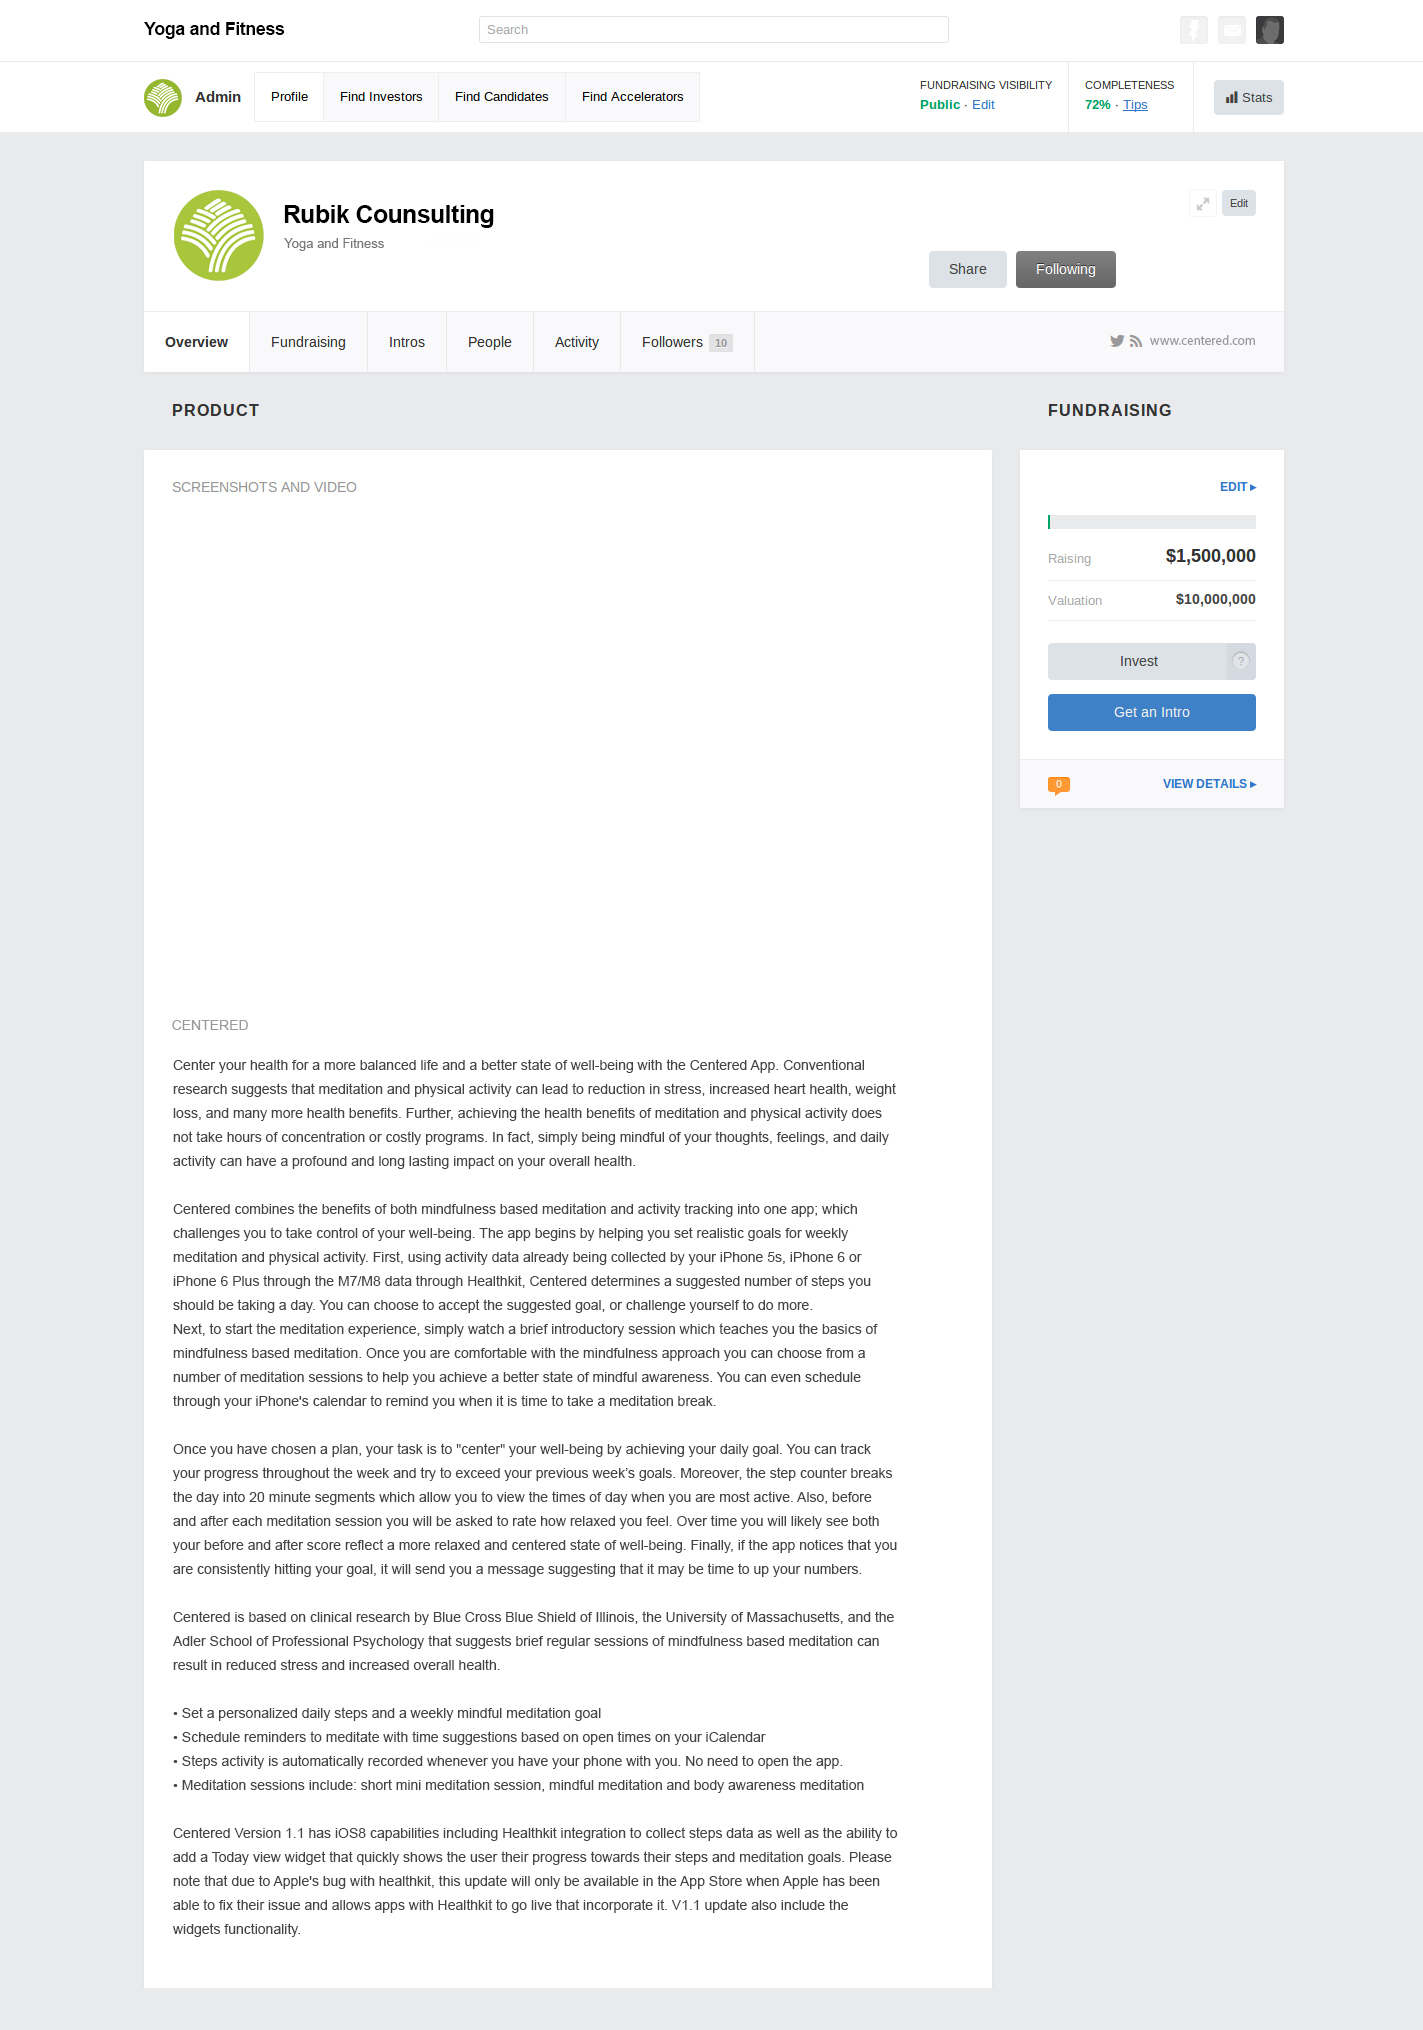 Yoga and Fitness
Search
Admin
Profile
Find Investors
Find Candidates
Find Accelerators
FUNDRAISING VISIBILITY
Public · Edit
COMPLETENESS
72% · Tips
Stats
Rubik Counsulting
Yoga and Fitness
Edit
Share
Following
Overview
Fundraising
Intros
People
Activity
Followers 10
www.centered.com
PRODUCT
SCREENSHOTS AND VIDEO
CENTERED
Center your health for a more balanced life and a better state of well-being with the Centered App. Conventional
research suggests that meditation and physical activity can lead to reduction in stress, increased heart health, weight
loss, and many more health benefits. Further, achieving the health benefits of meditation and physical activity does
not take hours of concentration or costly programs. In fact, simply being mindful of your thoughts, feelings, and daily
activity can have a profound and long lasting impact on your overall health.
Centered combines the benefits of both mindfulness based meditation and activity tracking into one app; which
challenges you to take control of your well-being. The app begins by helping you set realistic goals for weekly
meditation and physical activity. First, using activity data already being collected by your iPhone 5s, iPhone 6 or
iPhone 6 Plus through the M7/M8 data through Healthkit, Centered determines a suggested number of steps you
should be taking a day. You can choose to accept the suggested goal, or challenge yourself to do more.
Next, to start the meditation experience, simply watch a brief introductory session which teaches you the basics of
mindfulness based meditation. Once you are comfortable with the mindfulness approach you can choose from a
number of meditation sessions to help you achieve a better state of mindful awareness. You can even schedule
through your iPhone's calendar to remind you when it is time to take a meditation break.
Once you have chosen a plan, your task is to "center" your well-being by achieving your daily goal. You can track
your progress throughout the week and try to exceed your previous week’s goals. Moreover, the step counter breaks
the day into 20 minute segments which allow you to view the times of day when you are most active. Also, before
and after each meditation session you will be asked to rate how relaxed you feel. Over time you will likely see both
your before and after score reflect a more relaxed and centered state of well-being. Finally, if the app notices that you
are consistently hitting your goal, it will send you a message suggesting that it may be time to up your numbers.
Centered is based on clinical research by Blue Cross Blue Shield of Illinois, the University of Massachusetts, and the
Adler School of Professional Psychology that suggests brief regular sessions of mindfulness based meditation can
result in reduced stress and increased overall health.
• Set a personalized daily steps and a weekly mindful meditation goal
• Schedule reminders to meditate with time suggestions based on open times on your iCalendar
• Steps activity is automatically recorded whenever you have your phone with you. No need to open the app.
• Meditation sessions include: short mini meditation session, mindful meditation and body awareness meditation
Centered Version 1.1 has iOS8 capabilities including Healthkit integration to collect steps data as well as the ability to
add a Today view widget that quickly shows the user their progress towards their steps and meditation goals. Please
note that due to Apple's bug with healthkit, this update will only be available in the App Store when Apple has been
able to fix their issue and allows apps with Healthkit to go live that incorporate it. V1.1 update also include the
widgets functionality.
FUNDRAISING
EDIT ▸
Raising $1,500,000
Valuation $10,000,000
Invest ?
Get an Intro
0 VIEW DETAILS ▸